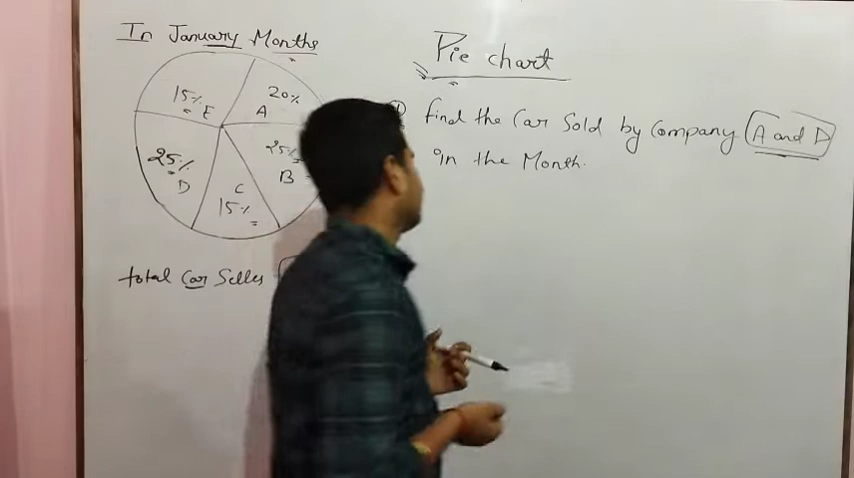 In January Months
Pie chart
20%
A
15% E
25%
B
25%
D
C
15%
Find the Car Sold by Company A and D
in the Month.
total Car Selles